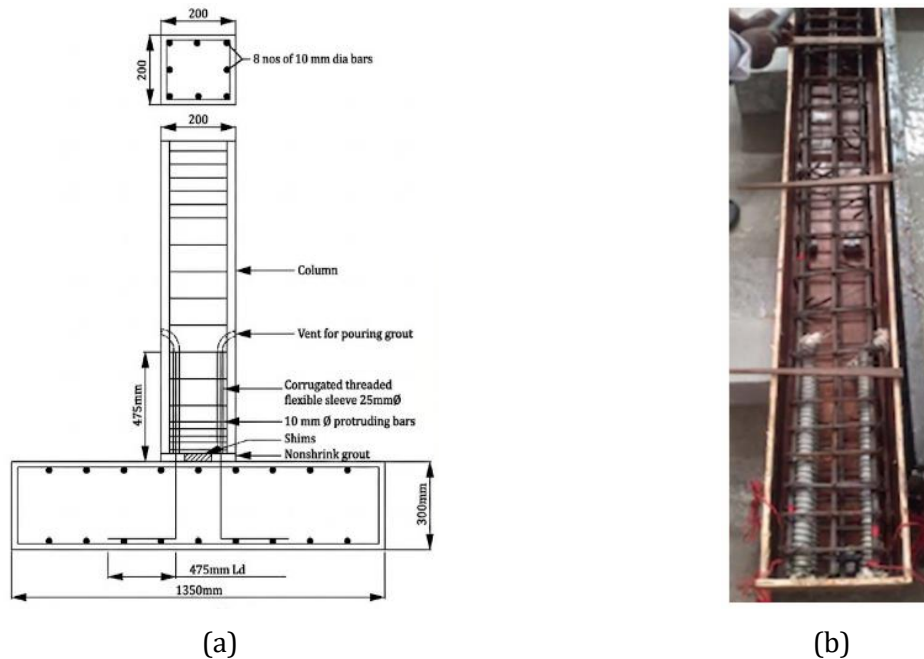 200
200
8 nos of 10 mm dia bars
200
Column
Vent for pouring grout
475mm
Corrugated threaded
flexible sleeve 25mmØ
10 mm Ø protruding bars
Shims
Nonshrink grout
300mm
475mm Ld
1350mm
(a)
(b)